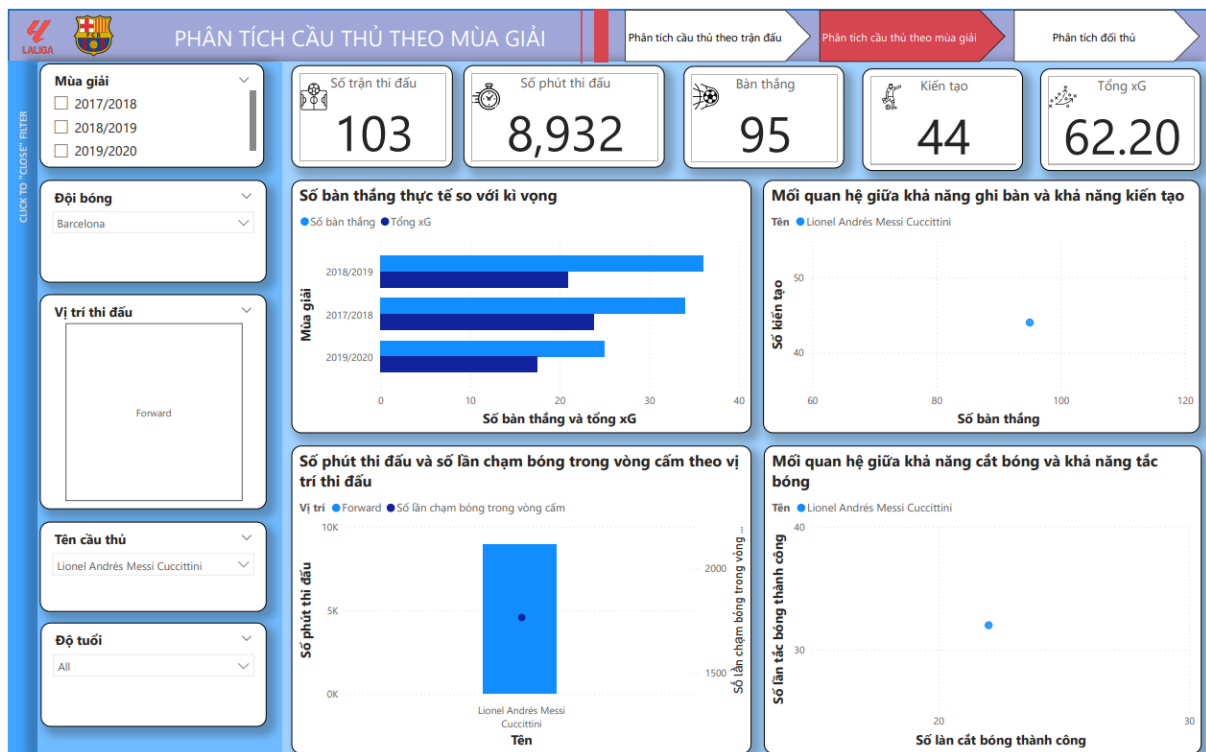 LALIGA
FCB
PHÂN TÍCH CẦU THỦ THEO MÙA GIẢI
Phân tích cầu thủ theo trận đấu
Phân tích cầu thủ theo mùa giải
Phân tích đối thủ
CLICK TO "CLOSE" FILTER
Mùa giải
2017/2018
2018/2019
2019/2020
Đội bóng
Barcelona
Vị trí thi đấu
Forward
Tên cầu thủ
Lionel Andrés Messi Cuccittini
Độ tuổi
All
Số trận thi đấu
103
Số phút thi đấu
8,932
Bàn thắng
95
Kiến tạo
44
Tổng xG
62.20
Số bàn thắng thực tế so với kì vọng
Số bàn thắng Tổng xG
Mùa giải
2018/2019
2017/2018
2019/2020
0 10 20 30 40
Số bàn thắng và tổng xG
Mối quan hệ giữa khả năng ghi bàn và khả năng kiến tạo
Tên Lionel Andrés Messi Cuccittini
Số kiến tạo
50
40
60 80 100 120
Số bàn thắng
Số phút thi đấu và số lần chạm bóng trong vòng cấm theo vị
trí thi đấu
Vị trí Forward Số lần chạm bóng trong vòng cấm
Số phút thi đấu
10K
5K
0K
2000
1500
Số lần chạm bóng trong vòng ...
Lionel Andrés Messi
Cuccittini
Tên
Mối quan hệ giữa khả năng cắt bóng và khả năng tắc
bóng
Tên Lionel Andrés Messi Cuccittini
Số lần tắc bóng thành công
40
30
20 30
Số làn cắt bóng thành công